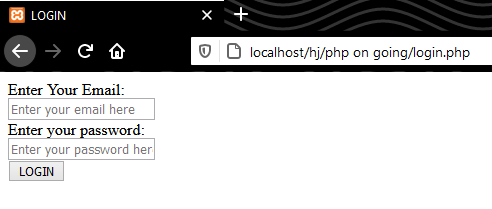 LOGIN
localhost/hj/php on going/login.php
Enter Your Email:
Enter your email here
Enter your password:
Enter your password her
LOGIN